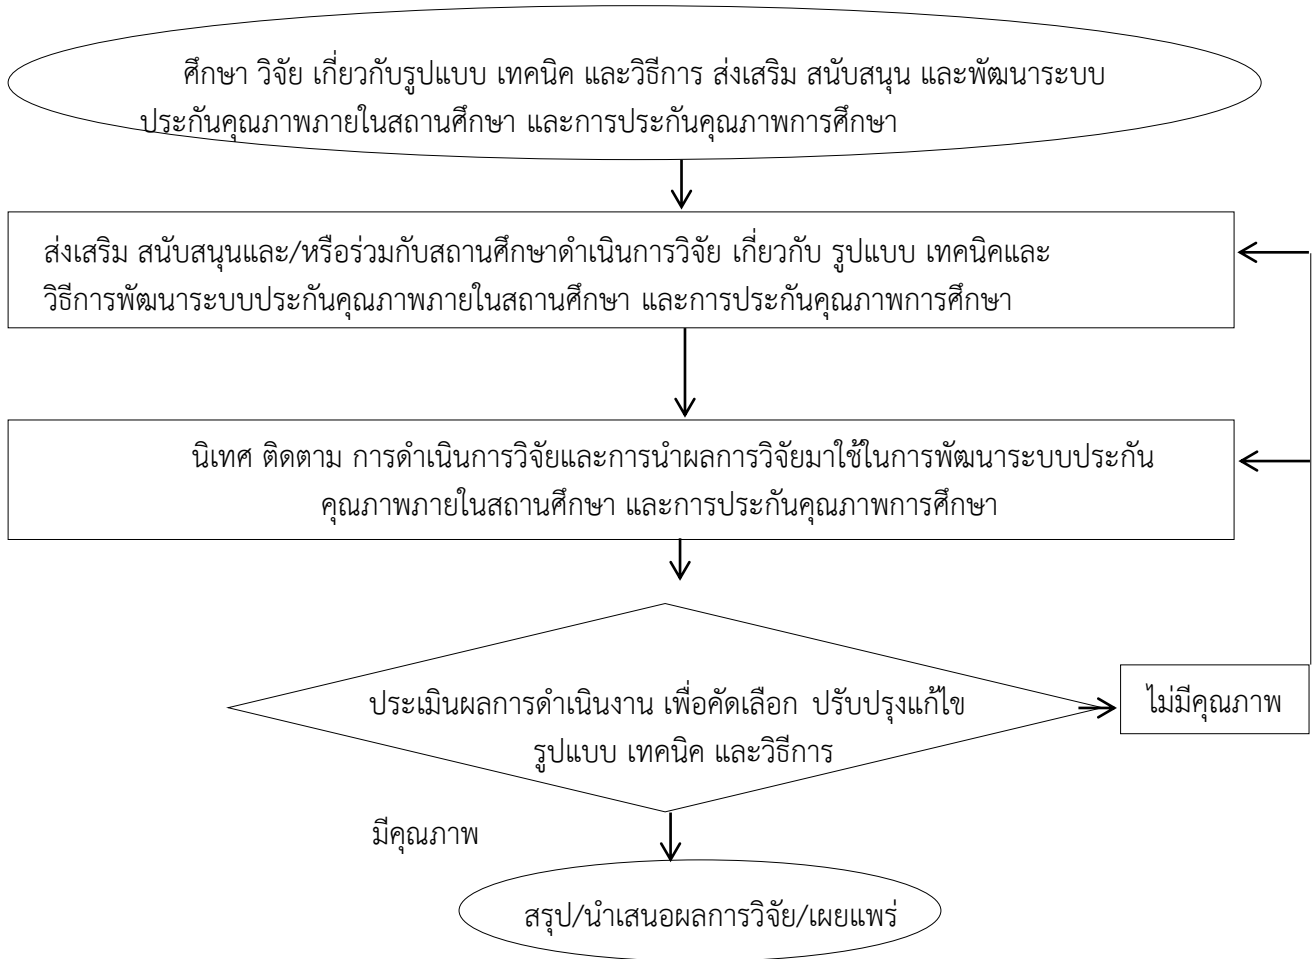 ศึกษา วิจัย เกี่ยวกับรูปแบบ เทคนิค และวิธีการ ส่งเสริม สนับสนุน และพัฒนาระบบ
ประกันคุณภาพภายในสถานศึกษา และการประกันคุณภาพการศึกษา
ส่งเสริม สนับสนุนและ/หรือร่วมกับสถานศึกษาดำเนินการวิจัย เกี่ยวกับ รูปแบบ เทคนิคและ
วิธีการพัฒนาระบบประกันคุณภาพภายในสถานศึกษา และการประกันคุณภาพการศึกษา
นิเทศ ติดตาม การดำเนินการวิจัยและการนำผลการวิจัยมาใช้ในการพัฒนาระบบประกัน
คุณภาพภายในสถานศึกษา และการประกันคุณภาพการศึกษา
ประเมินผลการดำเนินงาน เพื่อคัดเลือก ปรับปรุงแก้ไข
รูปแบบ เทคนิค และวิธีการ
ไม่มีคุณภาพ
มีคุณภาพ
สรุป/นำเสนอผลการวิจัย/เผยแพร่